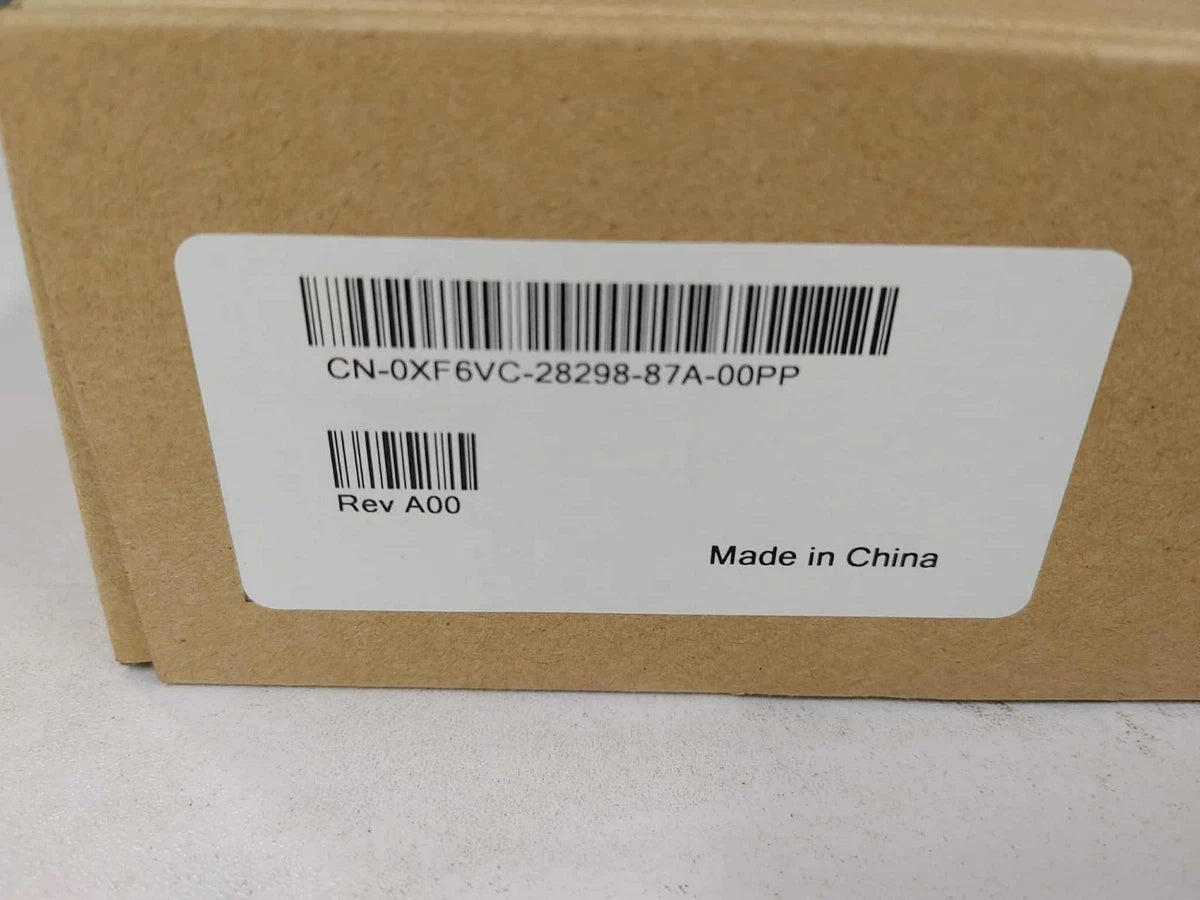 CN-0XF6VC-28298-87A-00PP
Rev A00
Made in China